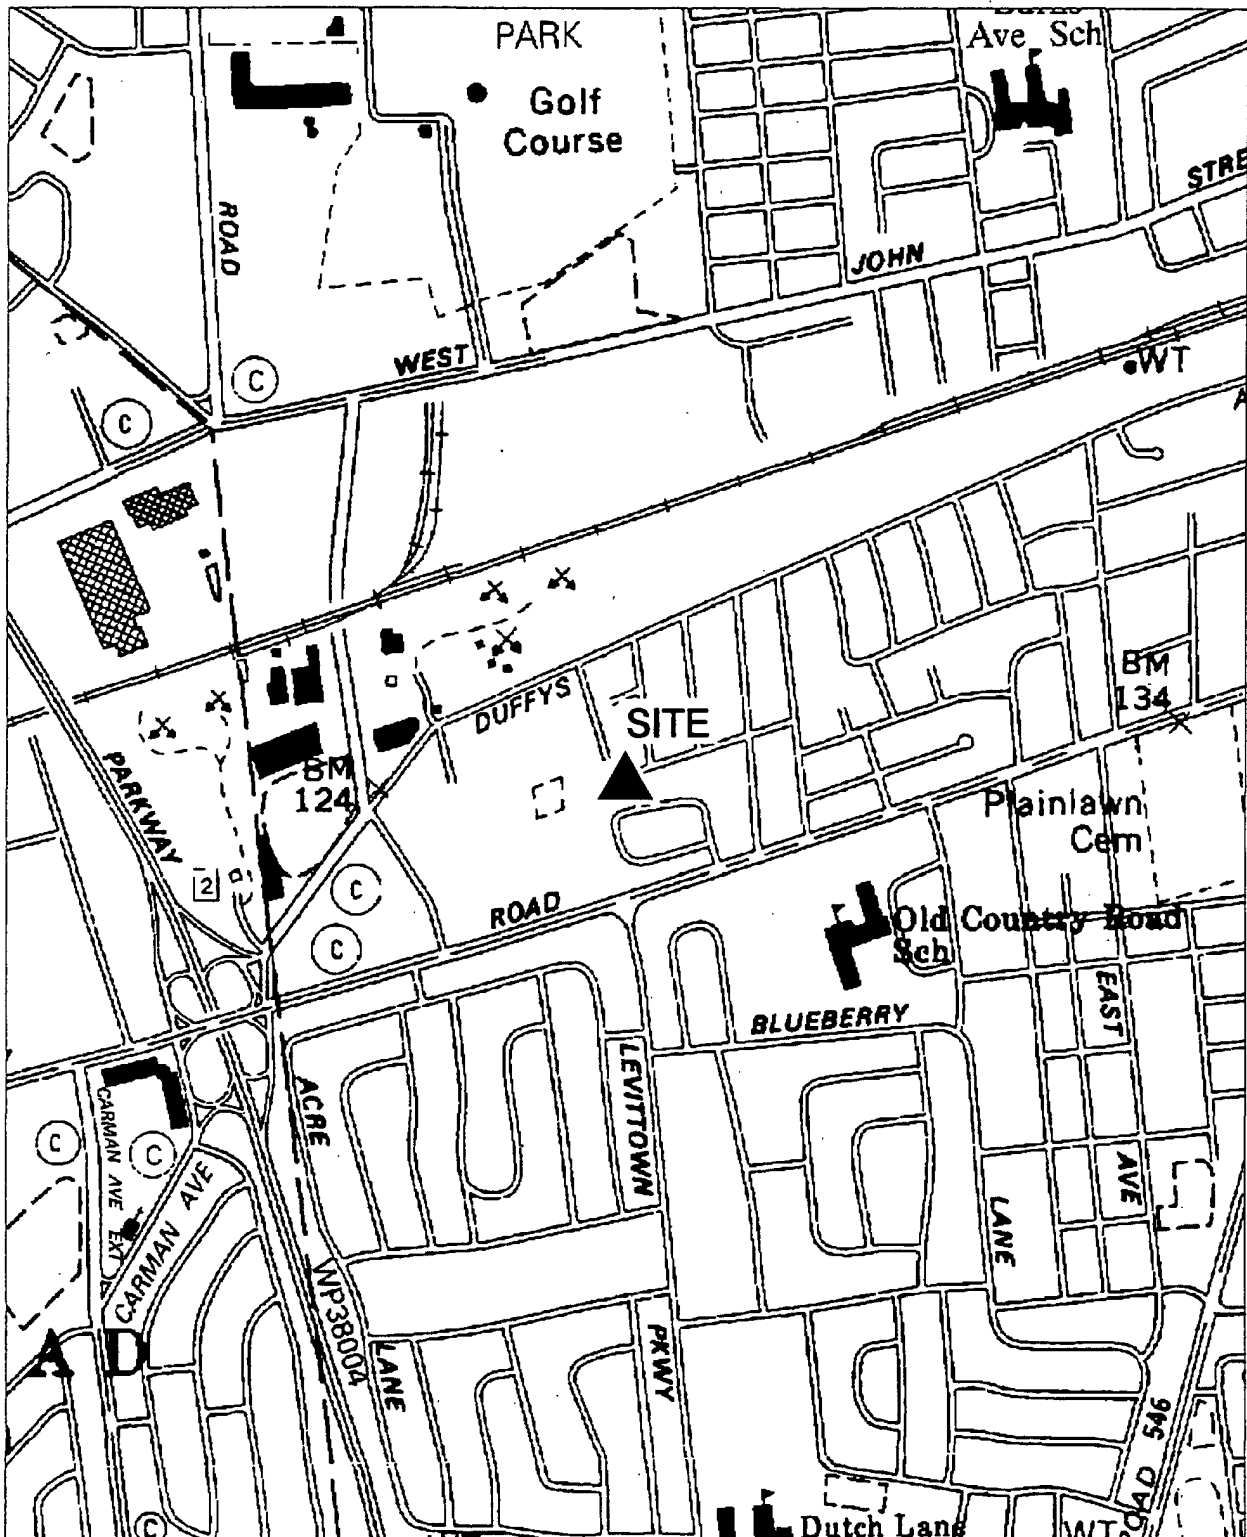 PARK
Ave Sch
Golf
Course
STRE
ROAD
JOHN
WEST
C
WT
C
BM
134
DUFFYS
SITE
BM
124
PARKWAY
Plainlawn
Cem
2
C
ROAD
Old Country Road
Sch
C
EAST
BLUEBERRY
LEVITTOWN
ACRE
CARMAN AVE EXT
C
C
CARMAN AVE
AVE
LANE
WP38004
A D
LANE
PKWY
ROAD 546
C
Dutch Lane
WT